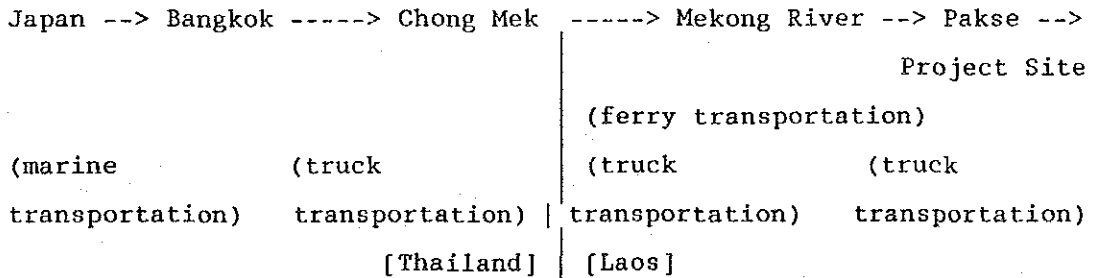 Japan --> Bangkok -----> Chong Mek -----> Mekong River --> Pakse -->
Project Site
(ferry transportation)
(marine (truck (truck (truck
transportation) transportation) | transportation) transportation)
[Thailand] [Laos]